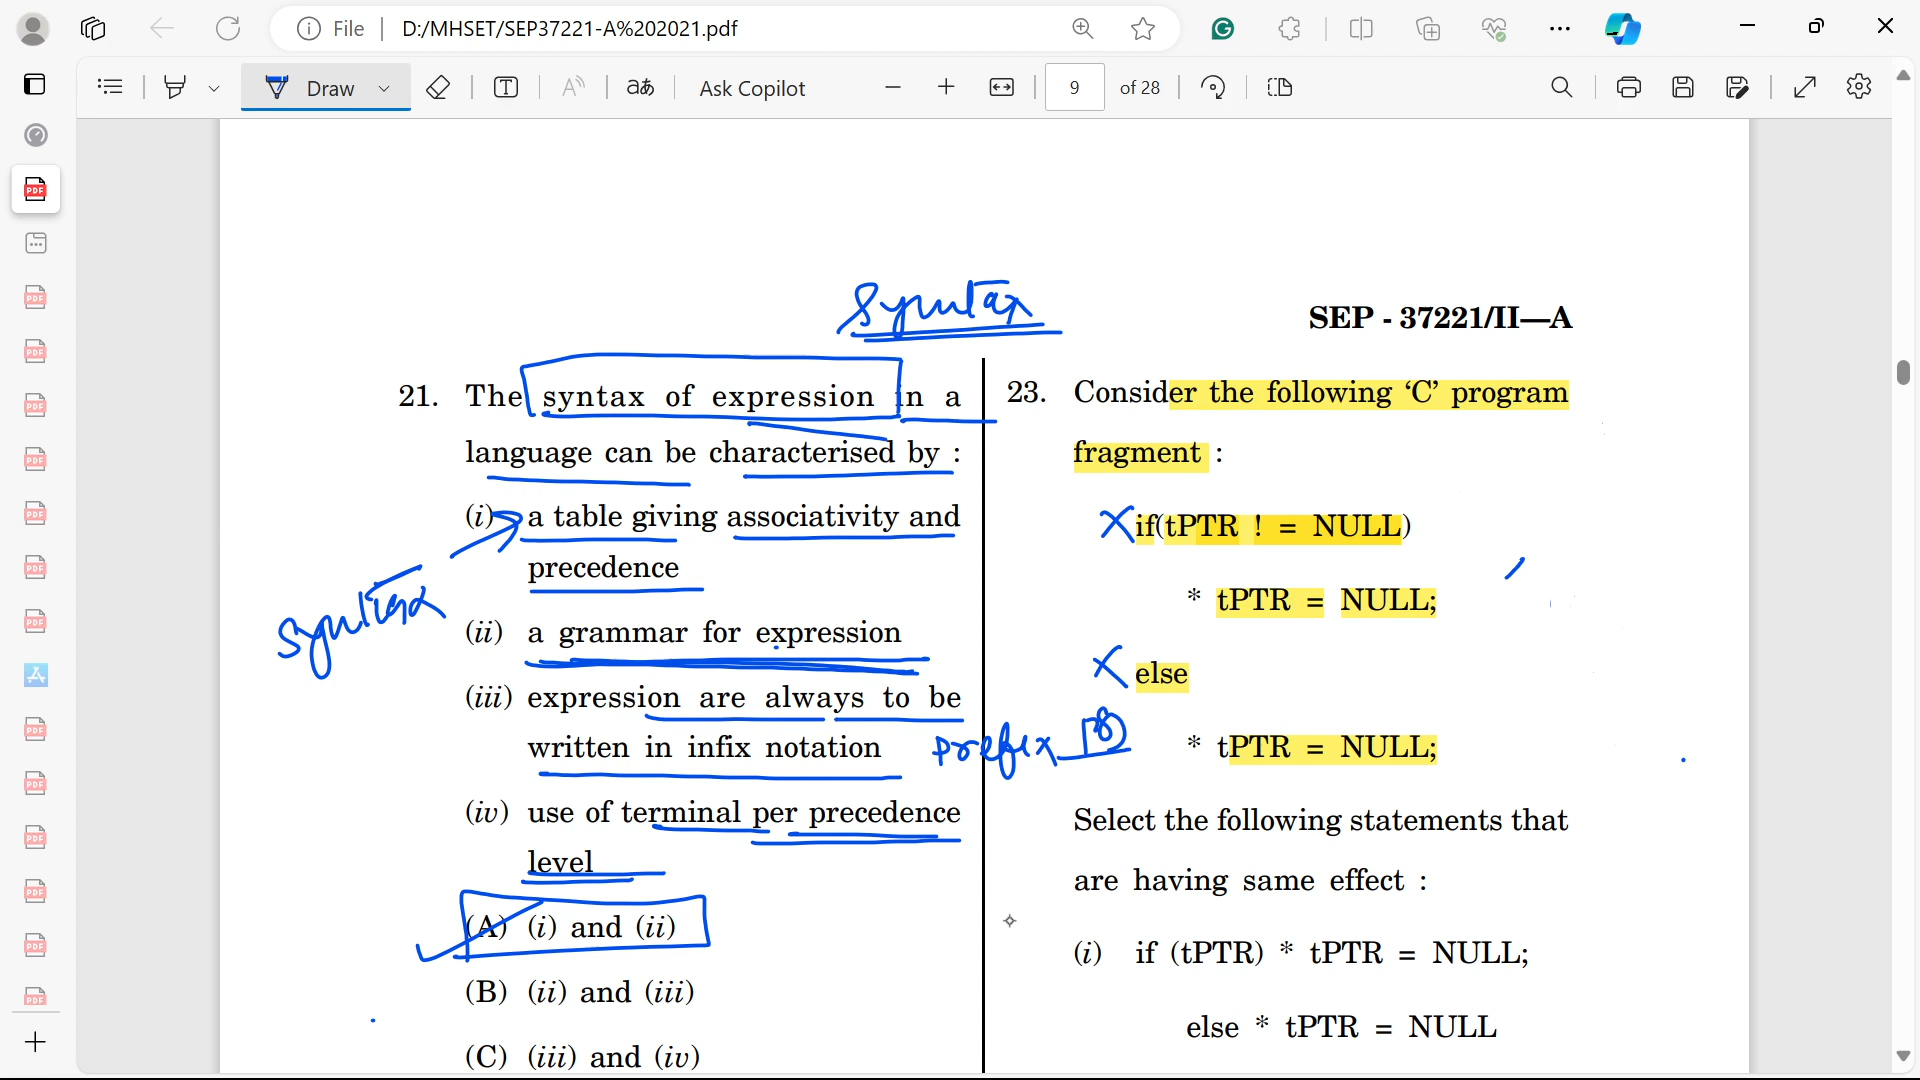 File
D:/MHSET/SEP37221-A%202021.pdf
Draw
Ask Copilot
9
of 28
Syntax
SEP - 37221/II—A
21. The syntax of expression in a
language can be characterised by :
(i) a table giving associativity and
precedence
Syntax
(ii) a grammar for expression
(iii) expression are always to be
written in infix notation
prefix
(iv) use of terminal per precedence
level
(A) (i) and (ii)
(B) (ii) and (iii)
(C) (iii) and (iv)
23. Consider the following ‘C’ program
fragment :
if(tPTR ! = NULL)
* tPTR = NULL;
else
* tPTR = NULL;
Select the following statements that
are having same effect :
(i) if (tPTR) * tPTR = NULL;
else * tPTR = NULL